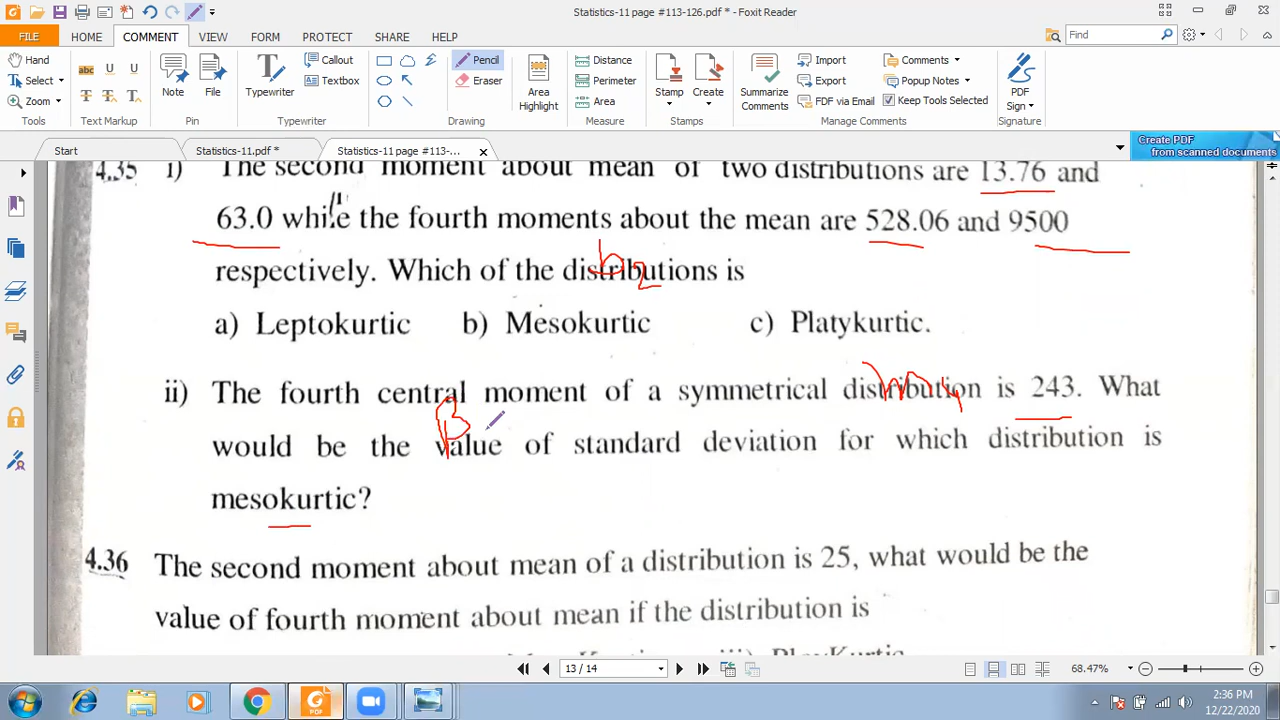 Statistics-11 page #113-126.pdf * - Foxit Reader
FILE HOME COMMENT VIEW FORM PROTECT SHARE HELP
Find
Hand
Select
Zoom
Tools
Text Markup
Note
File
Pin
Typewriter
Callout
Textbox
Typewriter
Pencil
Eraser
Drawing
Area
Highlight
Distance
Perimeter
Area
Measure
Stamp
Create
Stamps
Summarize
Comments
Import
Export
FDF via Email
Comments
Popup Notes
Keep Tools Selected
Manage Comments
PDF
Sign
Signature
Start
Statistics-11.pdf *
Statistics-11 page #113-...
Create PDF
from scanned documents
4.35 i) The second moment about mean of two distributions are 13.76 and
63.0 while the fourth moments about the mean are 528.06 and 9500
respectively. Which of the distributions is
b2
a) Leptokurtic b) Mesokurtic c) Platykurtic.
ii) The fourth central moment of a symmetrical distribution is 243. What
m4
would be the value of standard deviation for which distribution is
β
mesokurtic?
4.36 The second moment about mean of a distribution is 25, what would be the
value of fourth moment about mean if the distribution is
13 / 14
68.47%
2:36 PM
12/22/2020